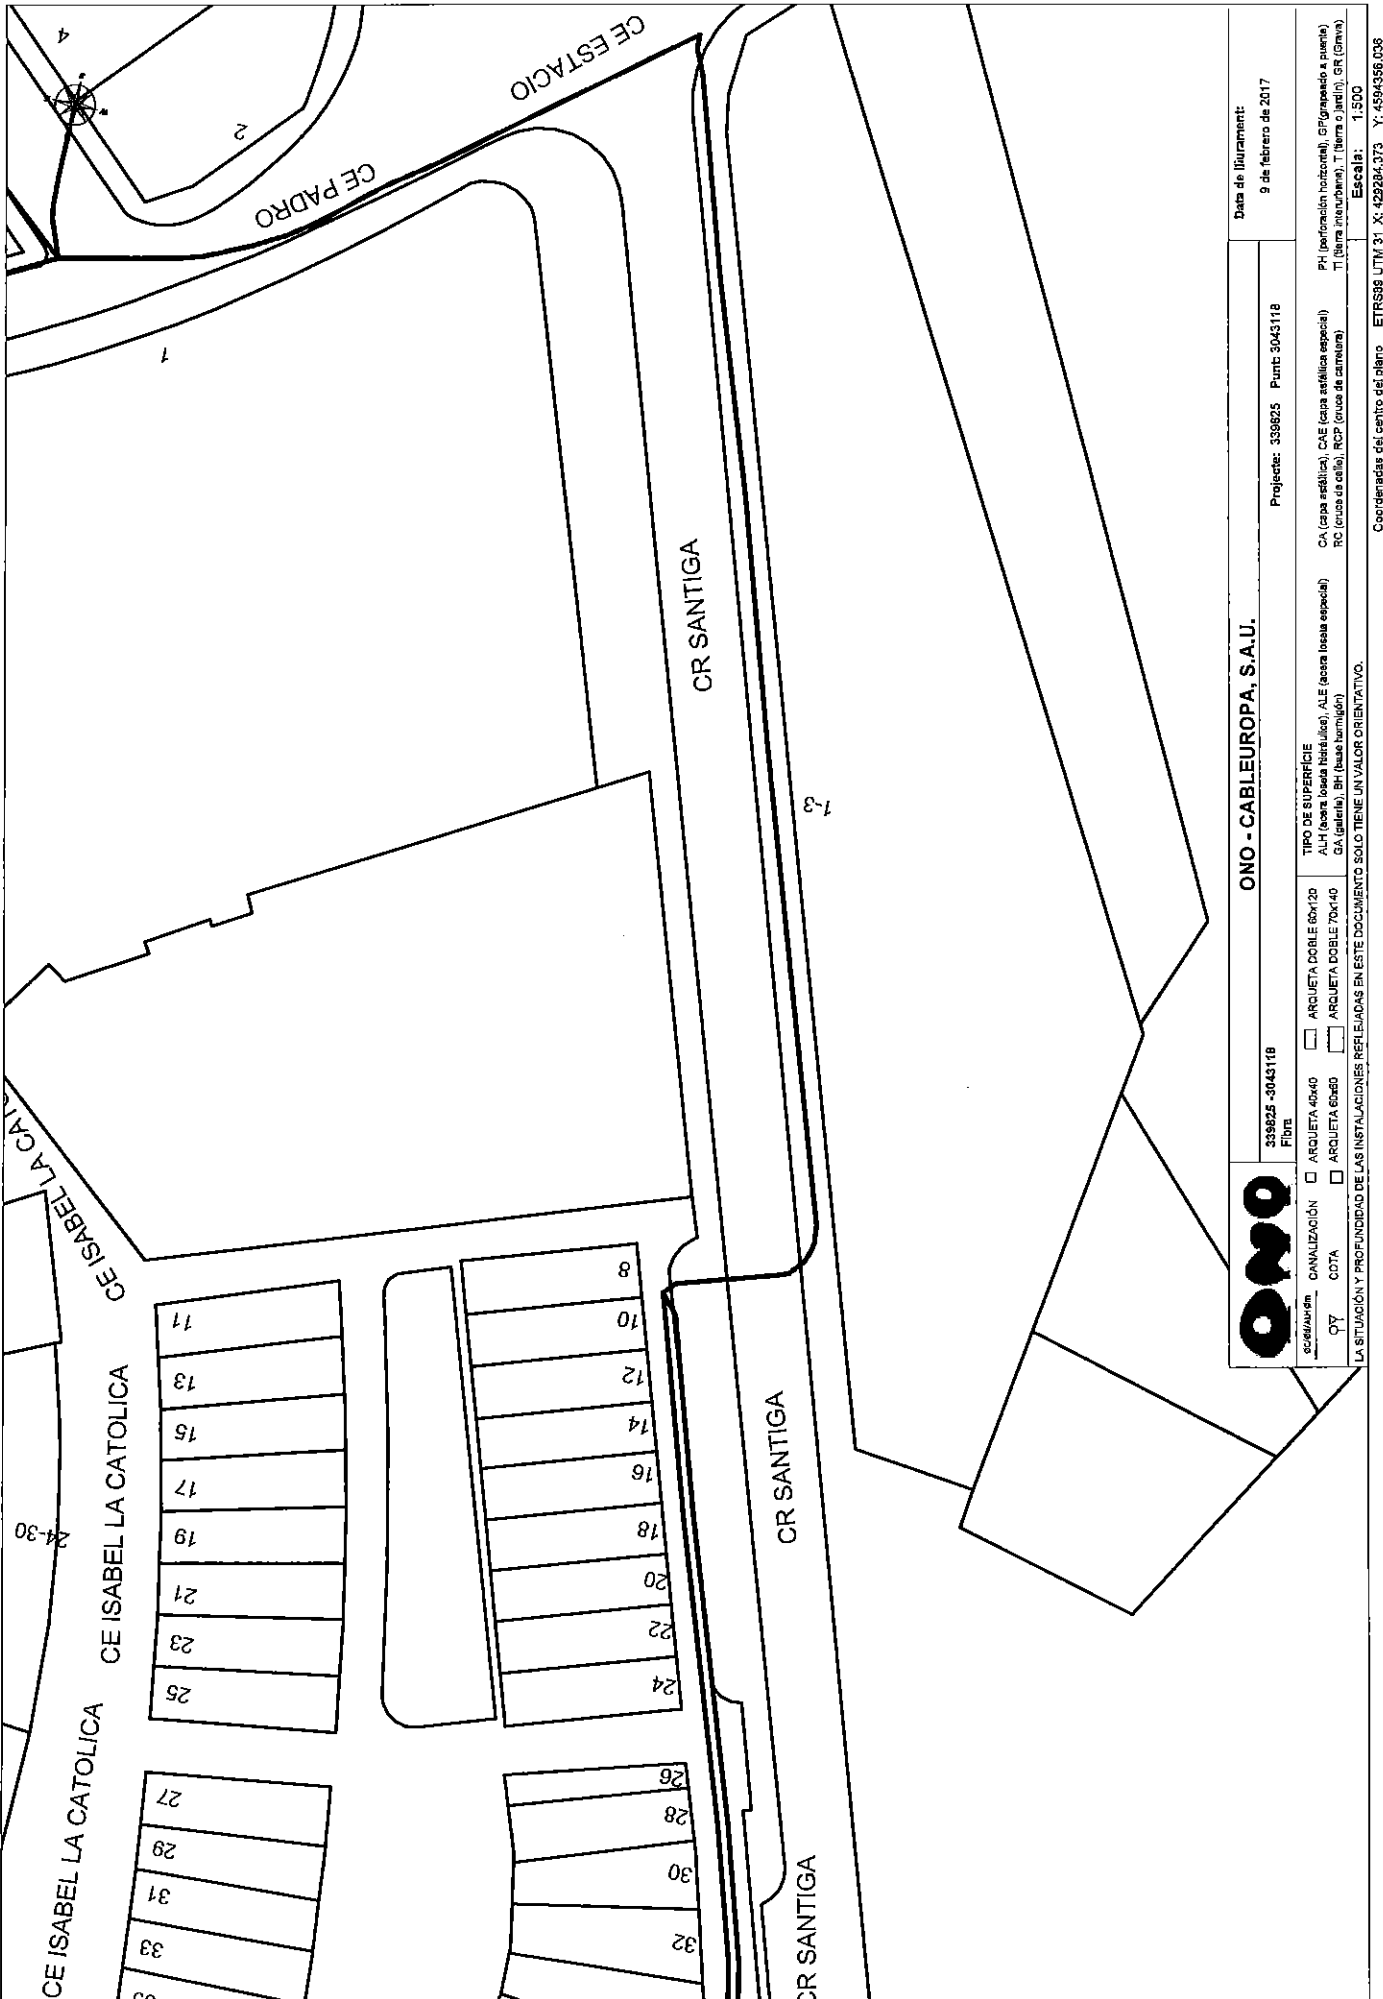 CE ESTACIO
CE PADRO
4
2
1
CR SANTIGA
1-3
CE ISABEL LA
CE ISABEL LA CATOLICA
CE ISABEL LA CATOLICA
24-30
11
13
15
17
19
21
23
25
27
29
31
33
8
10
12
14
16
18
20
22
24
26
28
30
32
CR SANTIGA
CR SANTIGA
ONO
ONO - CABLEUROPA, S.A.U.
Data de lliurament:
9 de febrero de 2017
339825 -3043118
Fibra
Projecte: 339825 Punt: 3043118
CANALIZACIÓN
COTA
ARQUETA 40x40
ARQUETA 60x60
ARQUETA DOBLE 60x120
ARQUETA DOBLE 70x140
TIPO DE SUPERFÍCIE
ALH (acera loseta hidráulica), ALE (acera loseta especial)
GA (galería), BH (base hormigón)
CA (capa asfáltica), CAE (capa asfáltica especial)
RC (cruce de calle), RCP (cruce de carretera)
PH (perforación horizontal), GP(grapeado a puente)
TI (tierra interurbana), T (tierra o jardín), GR (Grava)
LA SITUACIÓN Y PROFUNDIDAD DE LAS INSTALACIONES REFLEJADAS EN ESTE DOCUMENTO SOLO TIENE UN VALOR ORIENTATIVO.
Escala: 1:500
Coordenadas del centro del plano ETRS89 UTM 31 X: 429284.373 Y: 4594356.036